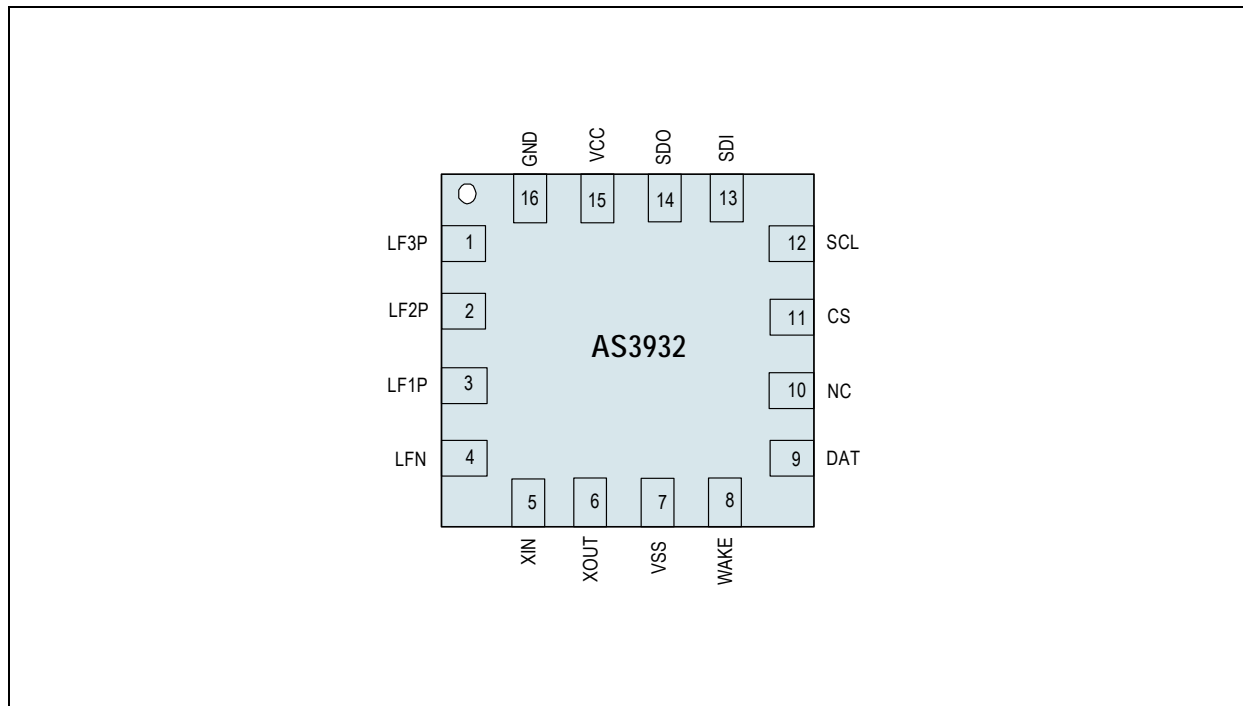 GND VCC SDO SDI
16 15 14 13
LF3P 1 12 SCL
LF2P 2 11 CS
AS3932
LF1P 3 10 NC
LFN 4 9 DAT
5 6 7 8
XIN XOUT VSS WAKE